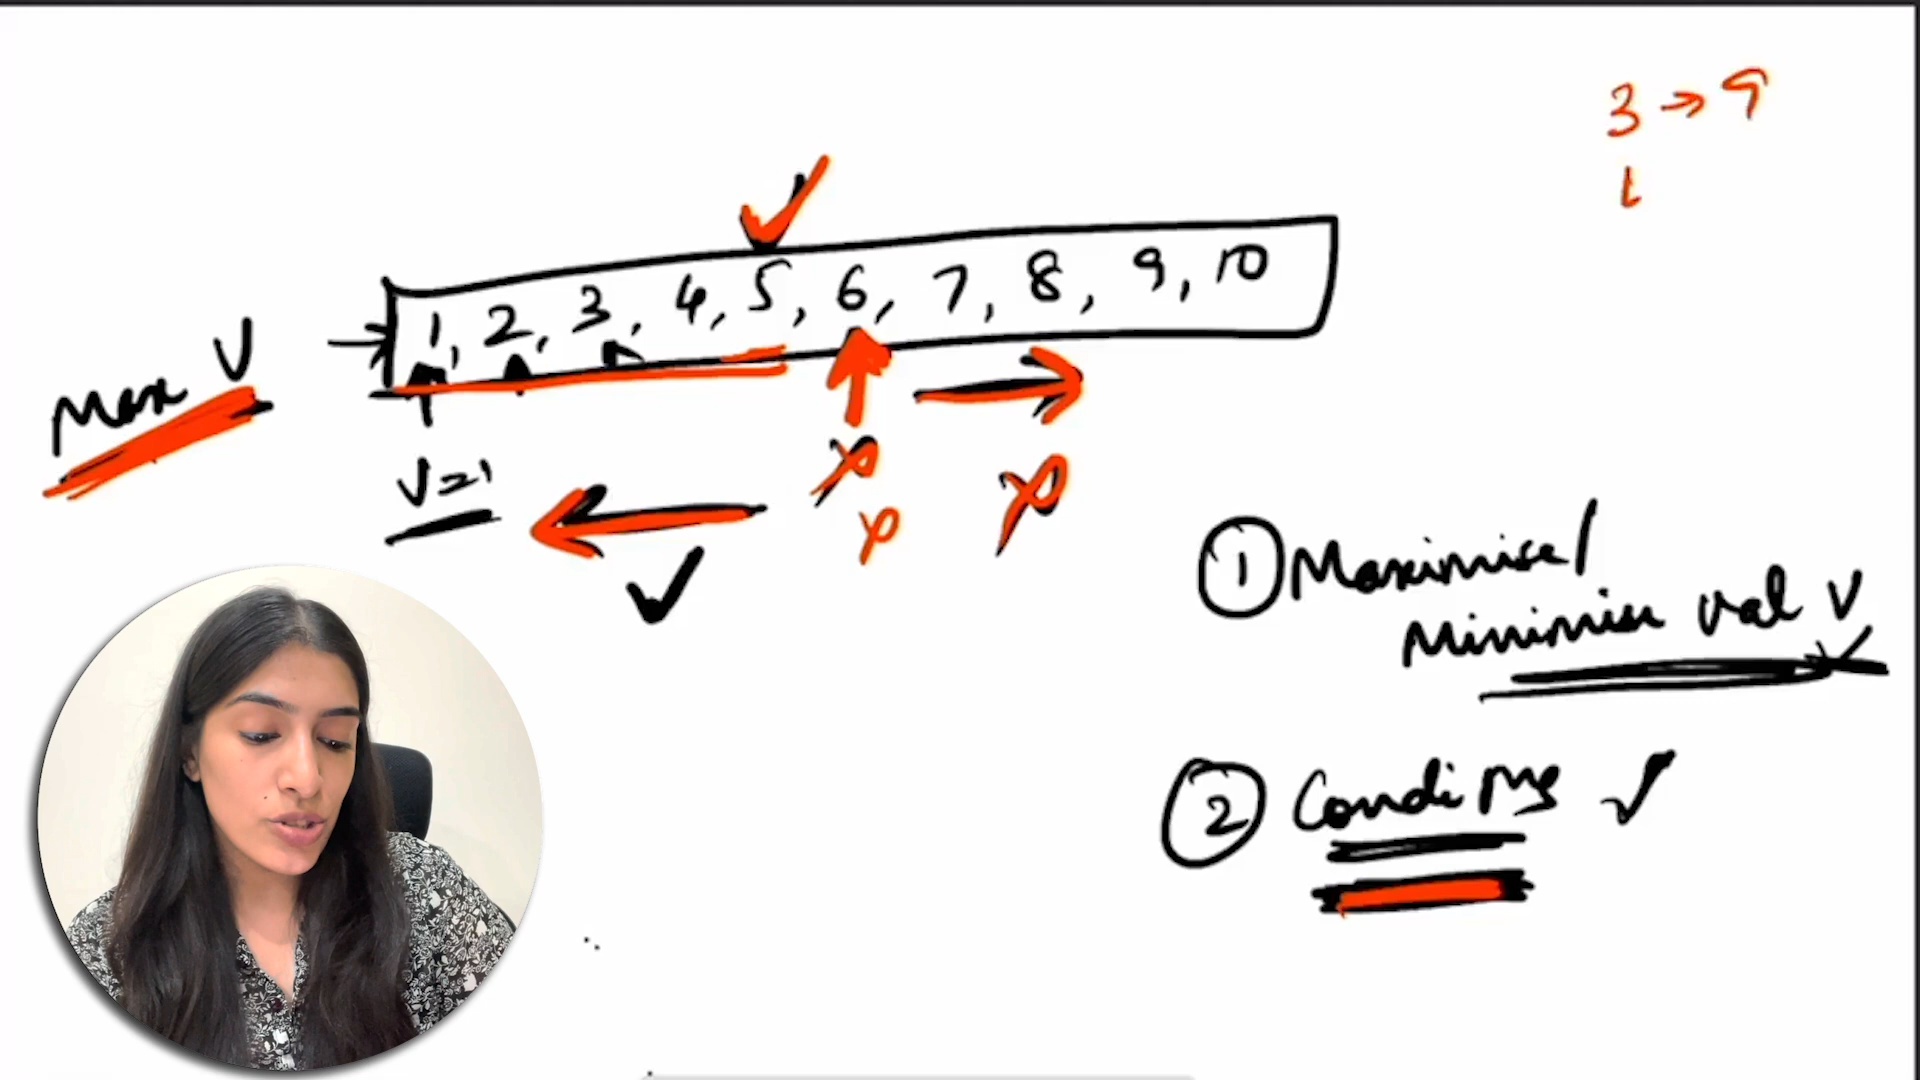 3 → 9
1, 2, 3, 4, 5, 6, 7, 8, 9, 10
Max V →
V=1
① Maximise/
Minimise val V
② Conditions